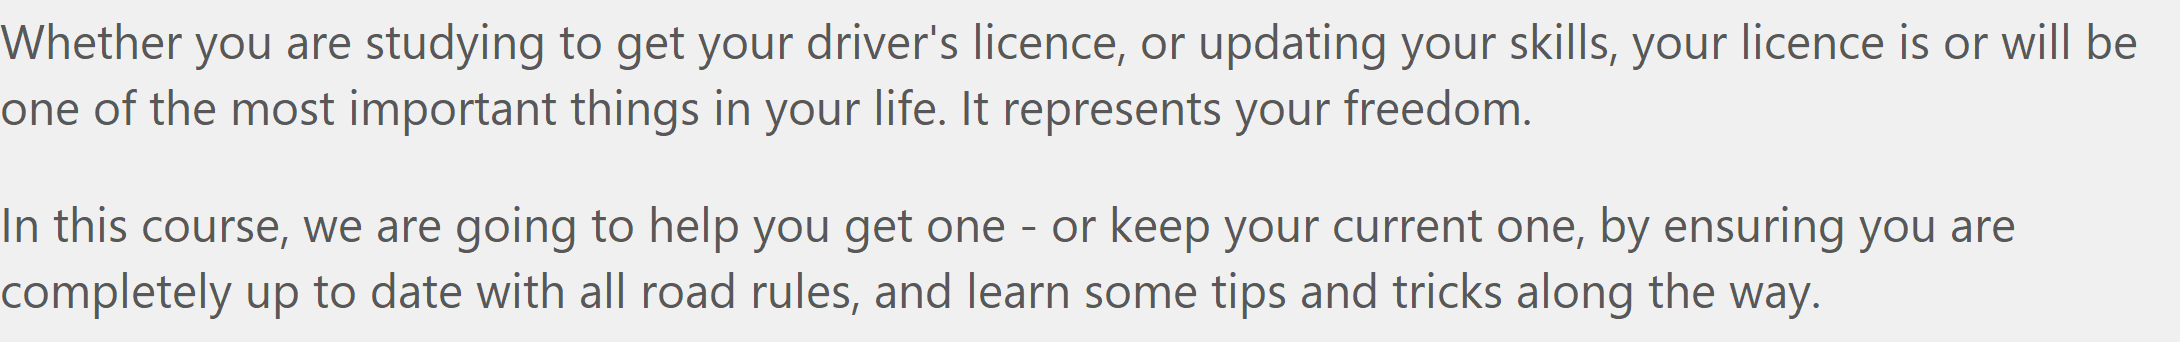 Whether you are studying to get your driver's licence, or updating your skills, your licence is or will be
one of the most important things in your life. It represents your freedom.
In this course, we are going to help you get one - or keep your current one, by ensuring you are
completely up to date with all road rules, and learn some tips and tricks along the way.